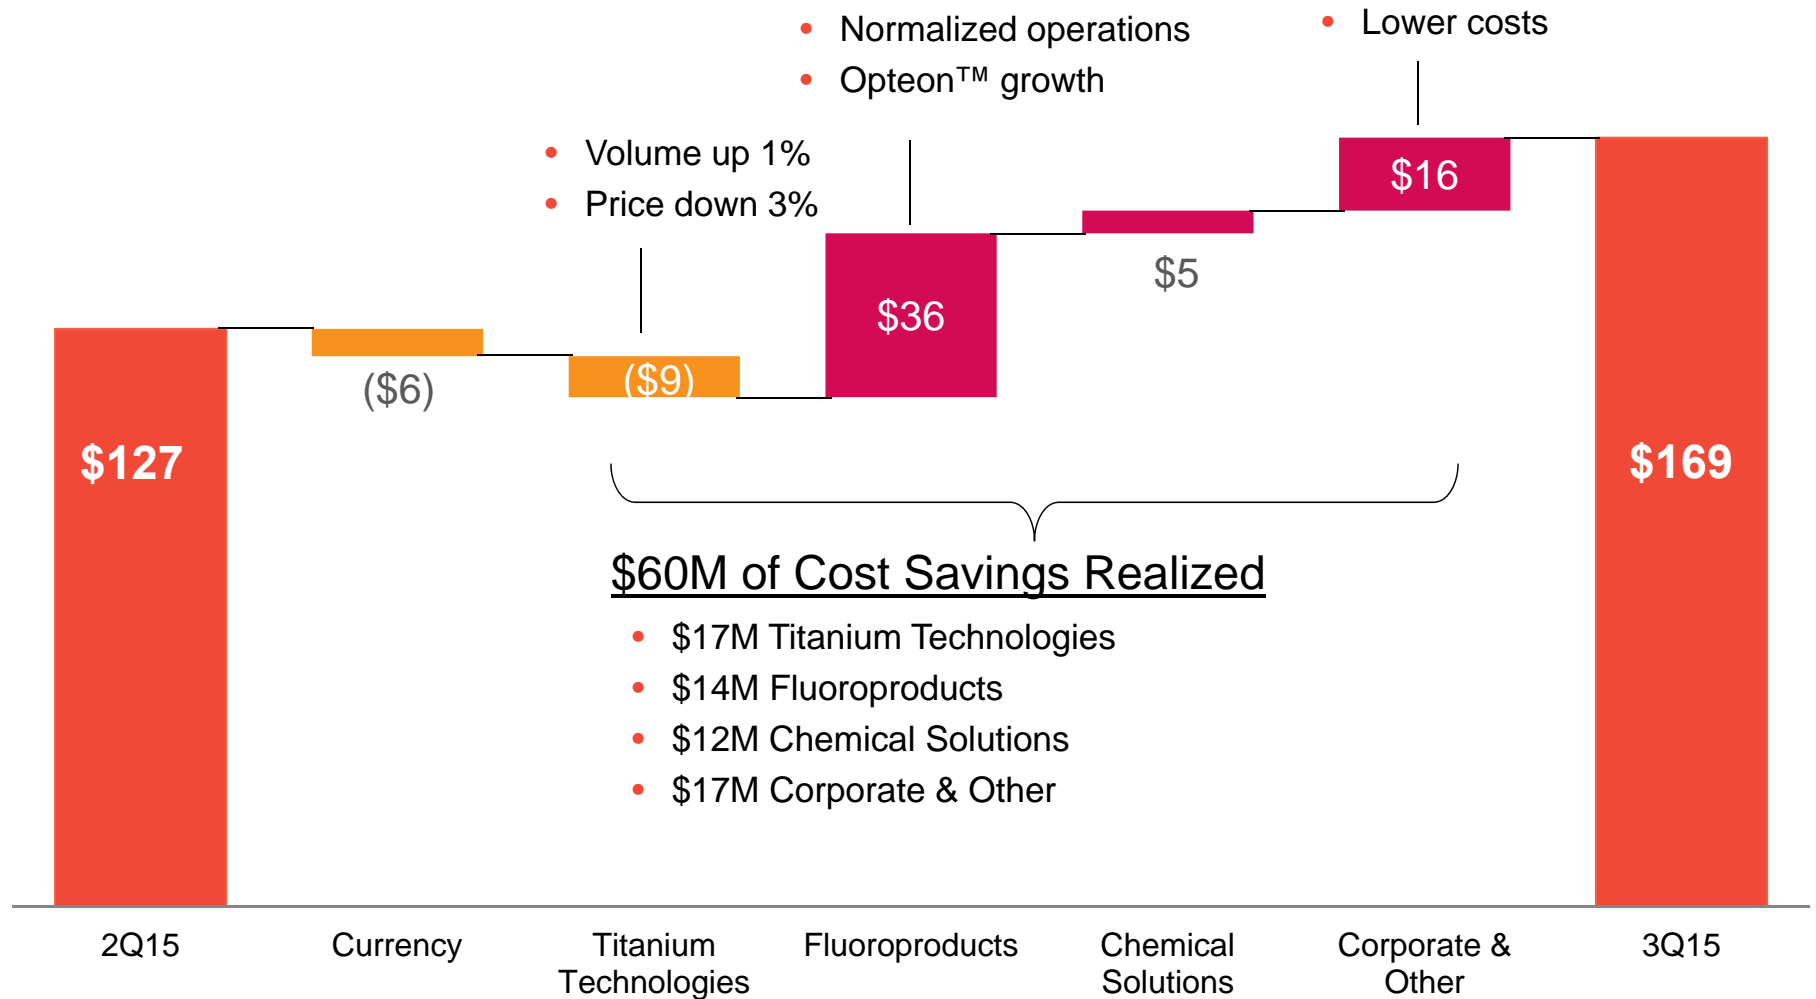 • Normalized operations
• Opteon™ growth
• Lower costs
• Volume up 1%
• Price down 3%
$16
$5
$36
($6)
($9)
$127
$169
$60M of Cost Savings Realized
• $17M Titanium Technologies
• $14M Fluoroproducts
• $12M Chemical Solutions
• $17M Corporate & Other
2Q15
Currency
Titanium
Technologies
Fluoroproducts
Chemical
Solutions
Corporate &
Other
3Q15